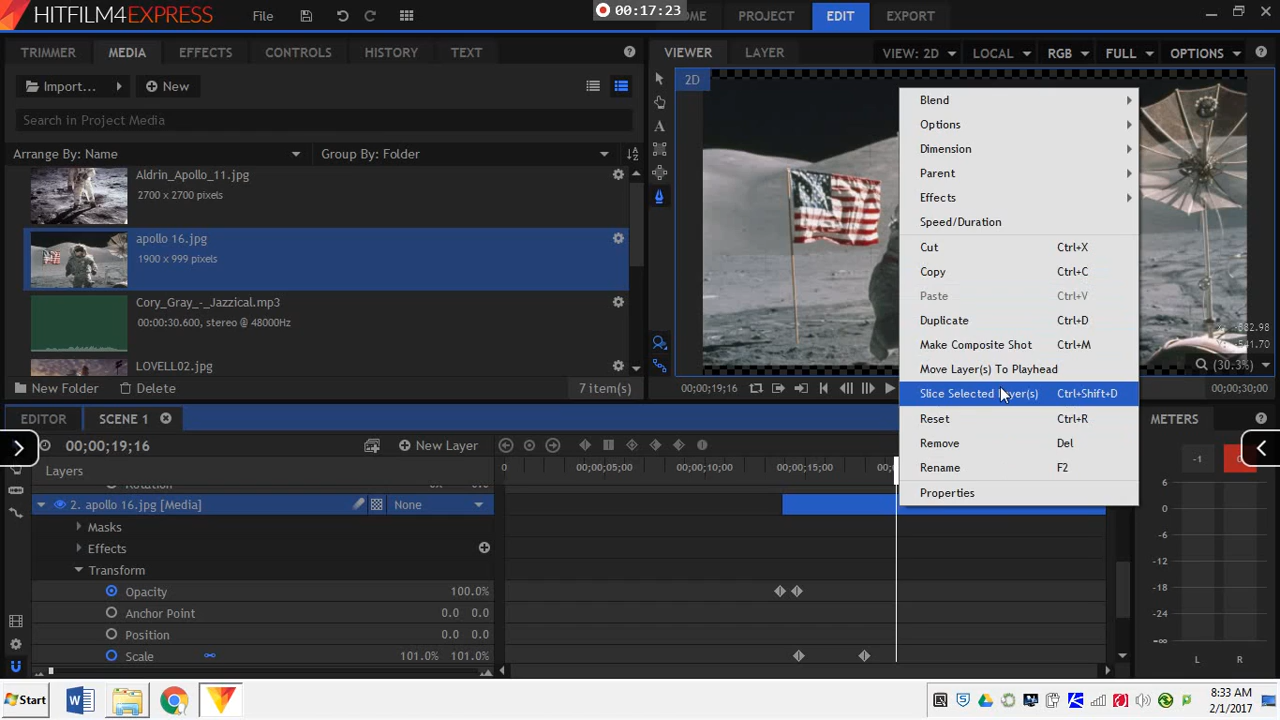 HITFILM4EXPRESS
File
00:17:23
OME
PROJECT
EDIT
EXPORT
TRIMMER
MEDIA
EFFECTS
CONTROLS
HISTORY
TEXT
VIEWER
LAYER
VIEW: 2D
LOCAL
RGB
FULL
OPTIONS
Import...
New
2D
Search in Project Media
Arrange By: Name
Group By: Folder
Aldrin_Apollo_11.jpg
2700 x 2700 pixels
apollo 16.jpg
1900 x 999 pixels
Cory_Gray_-_Jazzical.mp3
00:00:30.600, stereo @ 48000Hz
LOVELL02.jpg
New Folder
Delete
7 item(s)
Blend
Options
Dimension
Parent
Effects
Speed/Duration
Cut Ctrl+X
Copy Ctrl+C
Paste Ctrl+V
Duplicate Ctrl+D
Make Composite Shot Ctrl+M
Move Layer(s) To Playhead
Slice Selected Layer(s) Ctrl+Shift+D
Reset Ctrl+R
Remove Del
Rename F2
Properties
(30.3%)
00;00;19;16
00;00;30;00
EDITOR
SCENE 1
METERS
00;00;19;16
New Layer
-1
Layers
0
00;00;05;00
00;00;10;00
00;00;15;00
2. apollo 16.jpg [Media]
None
Masks
Effects
Transform
Opacity 100.0%
Anchor Point 0.0 0.0
Position 0.0 0.0
Scale 101.0% 101.0%
6
0
-6
-12
-18
-24
-∞
L R
Start
8:33 AM
2/1/2017